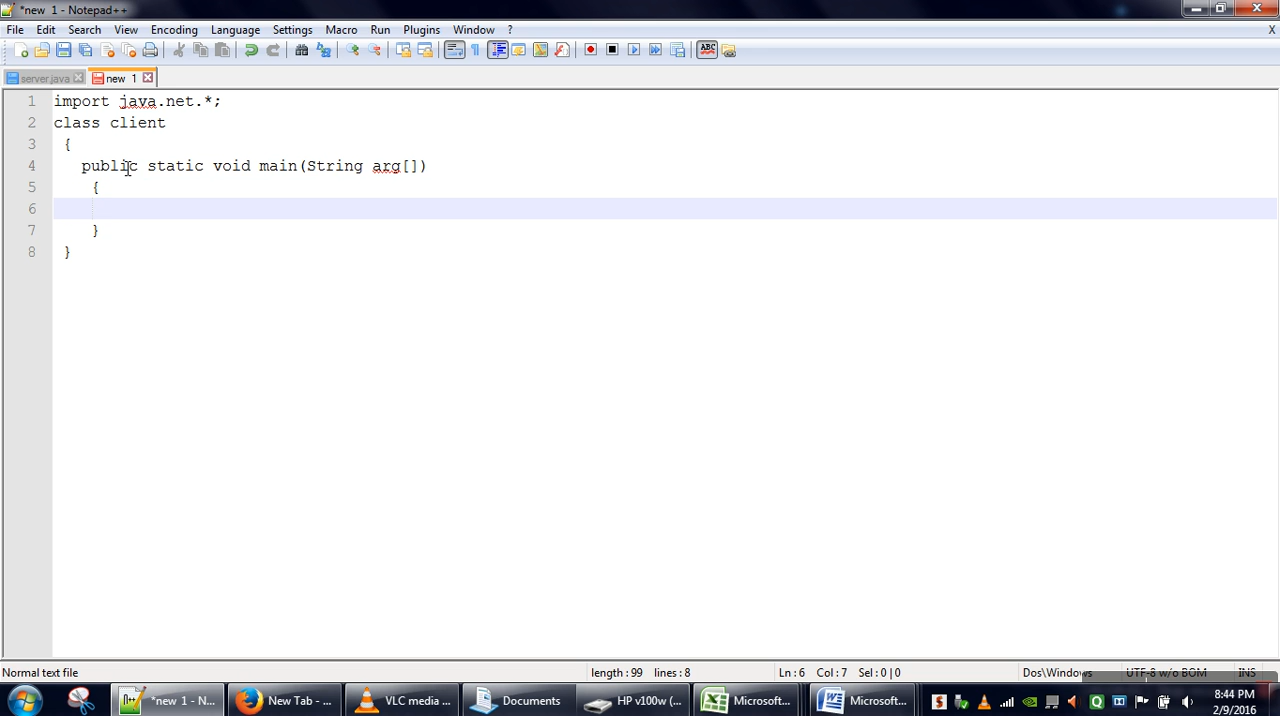 *new 1 - Notepad++
File Edit Search View Encoding Language Settings Macro Run Plugins Window ? X
ABC
server.java new 1
1 import java.net.*;
2 class client
3 {
4 public static void main(String arg[])
5 {
6
7 }
8 }
Normal text file length : 99 lines : 8 Ln : 6 Col : 7 Sel : 0 | 0 Dos\Windows UTF-8 w/o BOM INS
*new 1 - N... New Tab - ... VLC media ... Documents HP v100w (... Microsoft... Microsoft... 8:44 PM
2/9/2016